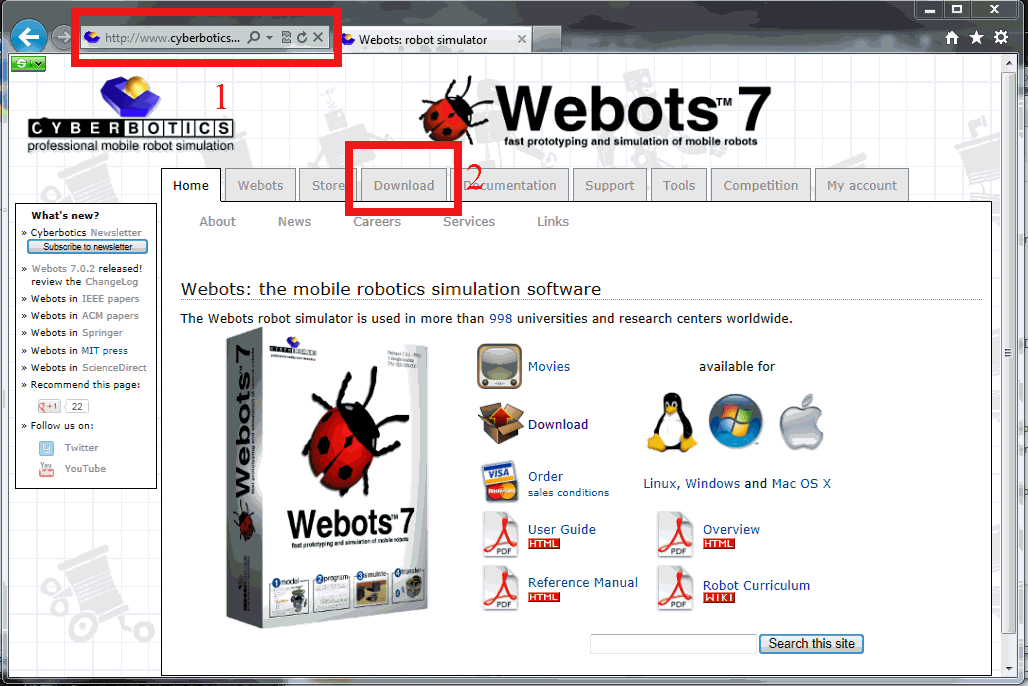 http://www.cyberbotics...
Webots: robot simulator
S
1
CYBERBOTICS
professional mobile robot simulation
Webots™ 7
fast prototyping and simulation of mobile robots
2
Home
Webots
Store
Download
Documentation
Support
Tools
Competition
My account
About
News
Careers
Services
Links
What's new?
» Cyberbotics Newsletter
Subscribe to newsletter
» Webots 7.0.2 released!
review the ChangeLog
» Webots in IEEE papers
» Webots in ACM papers
» Webots in Springer
» Webots in MIT press
» Webots in ScienceDirect
» Recommend this page:
+1 22
» Follow us on:
Twitter
YouTube
Webots: the mobile robotics simulation software
The Webots robot simulator is used in more than 998 universities and research centers worldwide.
Webots 7
Webots™ 7
fast prototyping and simulation of mobile robots
1 model
2 program
3 simulate
4 transfer
Movies
Download
VISA
MasterCard
Order
sales conditions
PDF
User Guide
HTML
PDF
Reference Manual
HTML
available for
Linux, Windows and Mac OS X
PDF
Overview
HTML
PDF
Robot Curriculum
WIKI
Search this site